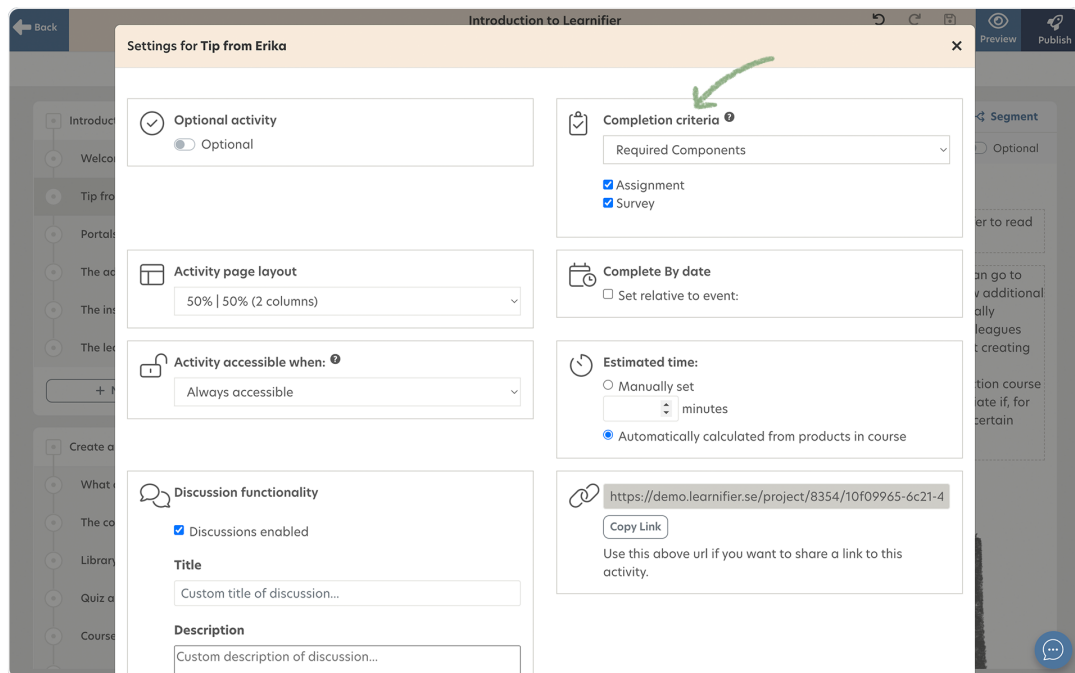 Back
Introduction to Learnifier
Preview
Publish
Settings for Tip from Erika
Optional activity
Optional
Completion criteria
Required Components
Assignment
Survey
Activity page layout
50% | 50% (2 columns)
Complete By date
Set relative to event:
Activity accessible when:
Always accessible
Estimated time:
Manually set
minutes
Automatically calculated from products in course
Discussion functionality
Discussions enabled
Title
Custom title of discussion...
Description
Custom description of discussion...
https://demo.learnifier.se/project/8354/10f09965-6c21-4
Copy Link
Use this above url if you want to share a link to this
activity.
Introduc
Welco
Tip fro
Portals
The ad
The ins
The lea
+ N
Create a
What
The co
Library
Quiz a
Course
Segment
Optional
er to read
an go to
additional
ally
leagues
t creating
tion course
iate if, for
certain